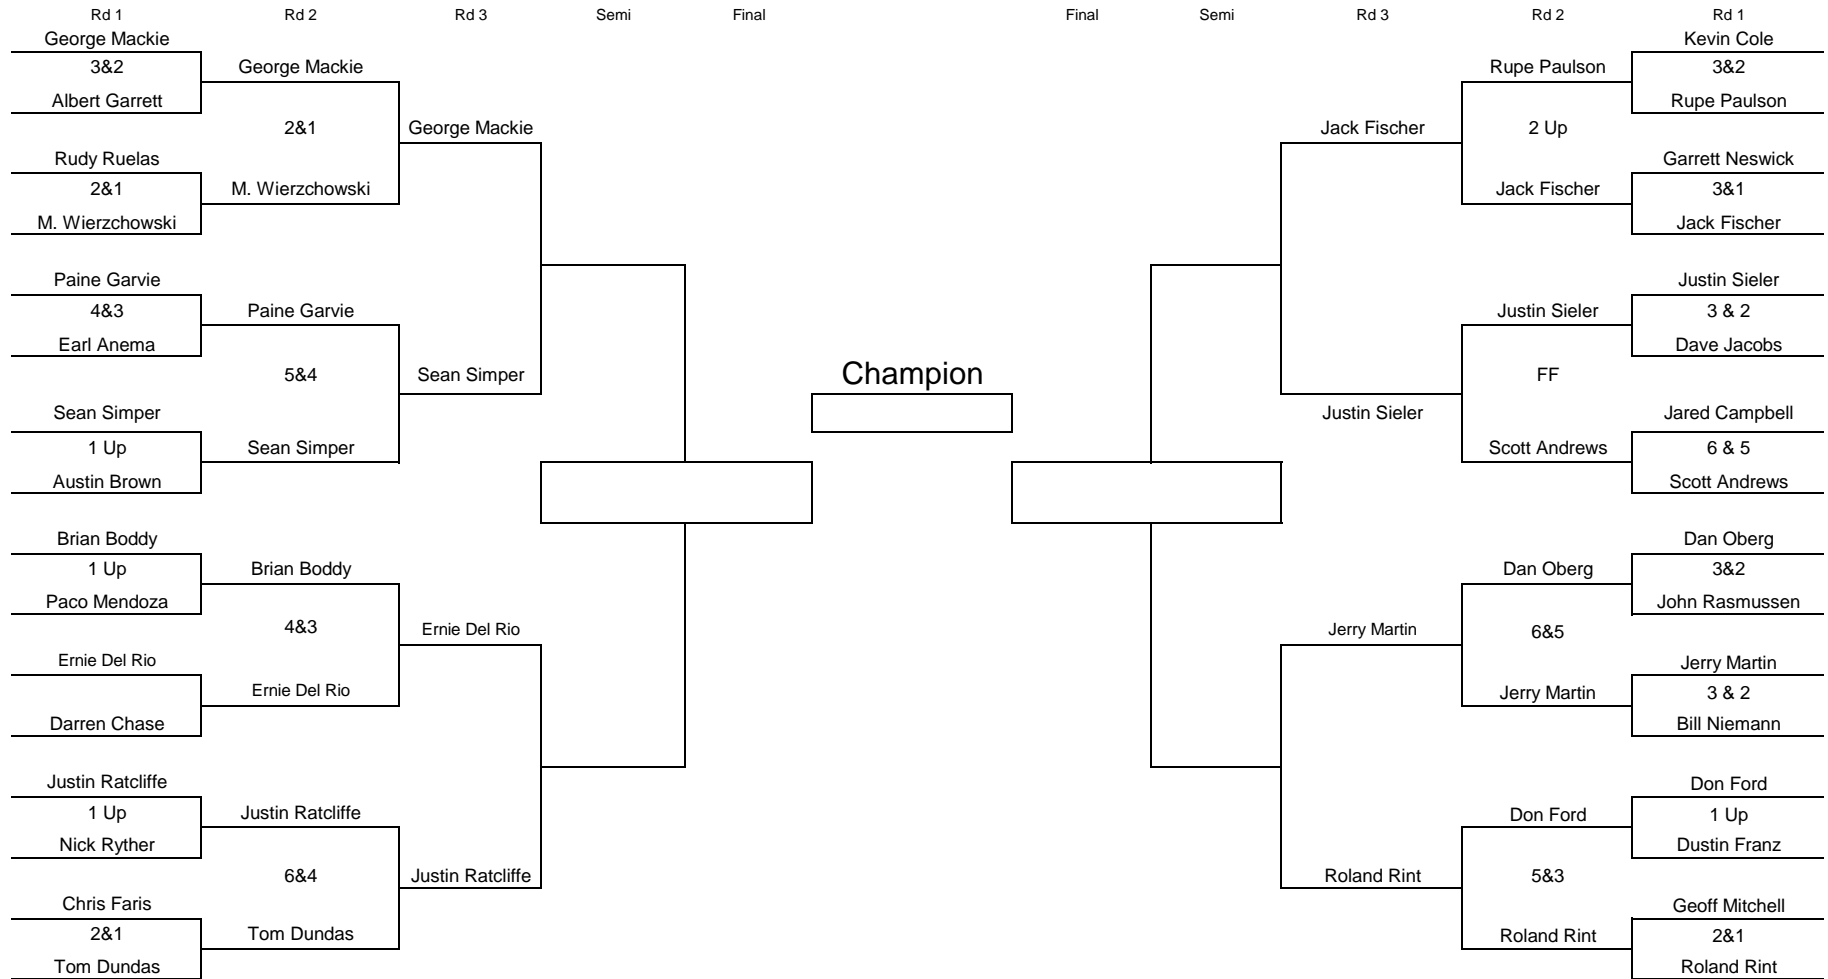 Rd 1 Rd 2 Rd 3 Semi Final Final Semi Rd 3 Rd 2 Rd 1
George Mackie Kevin Cole
3&2 George Mackie Rupe Paulson 3&2
Albert Garrett Rupe Paulson
2&1 George Mackie Jack Fischer 2 Up
Rudy Ruelas Garrett Neswick
2&1 M. Wierzchowski Jack Fischer 3&1
M. Wierzchowski Jack Fischer
Paine Garvie Justin Sieler
4&3 Paine Garvie Justin Sieler 3 & 2
Earl Anema Dave Jacobs
5&4 Sean Simper Champion FF
Sean Simper Justin Sieler Jared Campbell
1 Up Sean Simper Scott Andrews 6 & 5
Austin Brown Scott Andrews
Brian Boddy Dan Oberg
1 Up Brian Boddy Dan Oberg 3&2
Paco Mendoza John Rasmussen
4&3 Ernie Del Rio Jerry Martin 6&5
Ernie Del Rio Jerry Martin
Ernie Del Rio Jerry Martin 3 & 2
Darren Chase Bill Niemann
Justin Ratcliffe Don Ford
1 Up Justin Ratcliffe Don Ford 1 Up
Nick Ryther Dustin Franz
6&4 Justin Ratcliffe Roland Rint 5&3
Chris Faris Geoff Mitchell
2&1 Tom Dundas Roland Rint 2&1
Tom Dundas Roland Rint